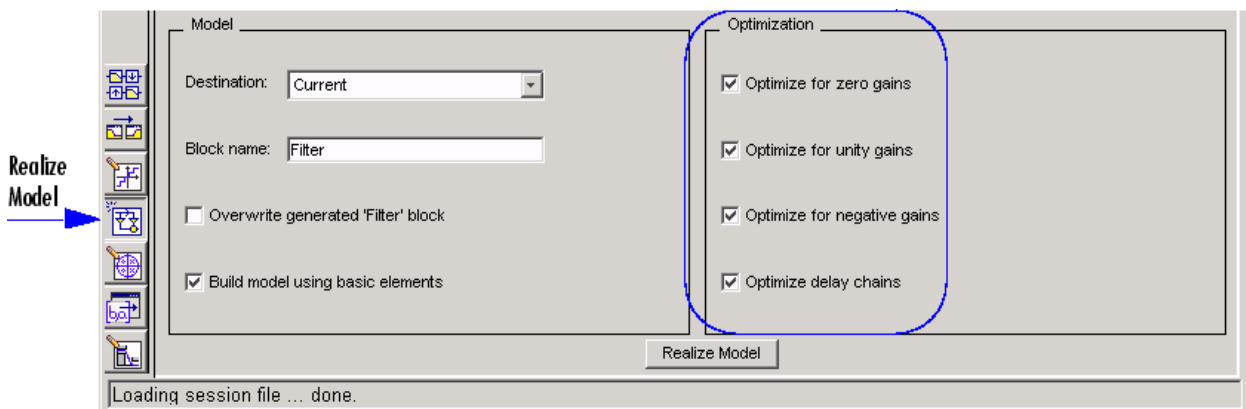 Model
Destination:
Current
Block name:
Filter
Overwrite generated 'Filter' block
Build model using basic elements
Optimization
Optimize for zero gains
Optimize for unity gains
Optimize for negative gains
Optimize delay chains
Realize
Model
Realize Model
Loading session file ... done.